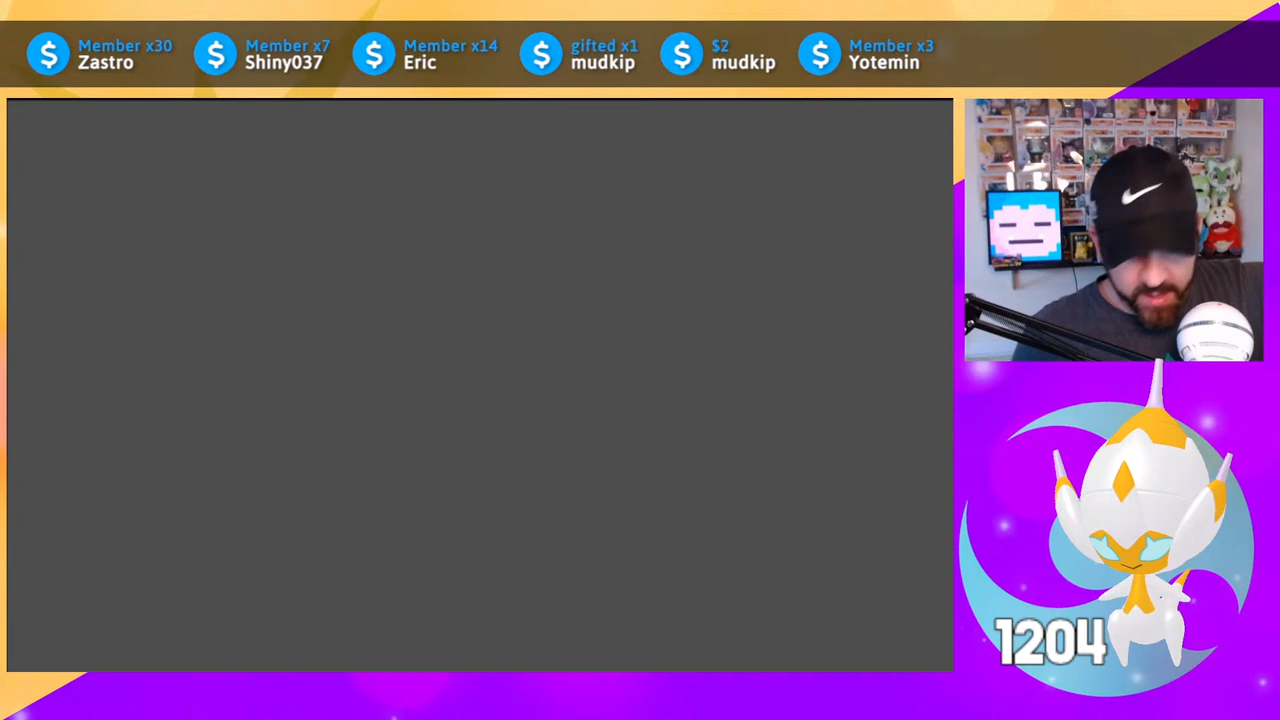 Member x30
Zastro
Member x7
Shiny037
Member x14
Eric
gifted x1
mudkip
$2
mudkip
Member x3
Yotemin
1204